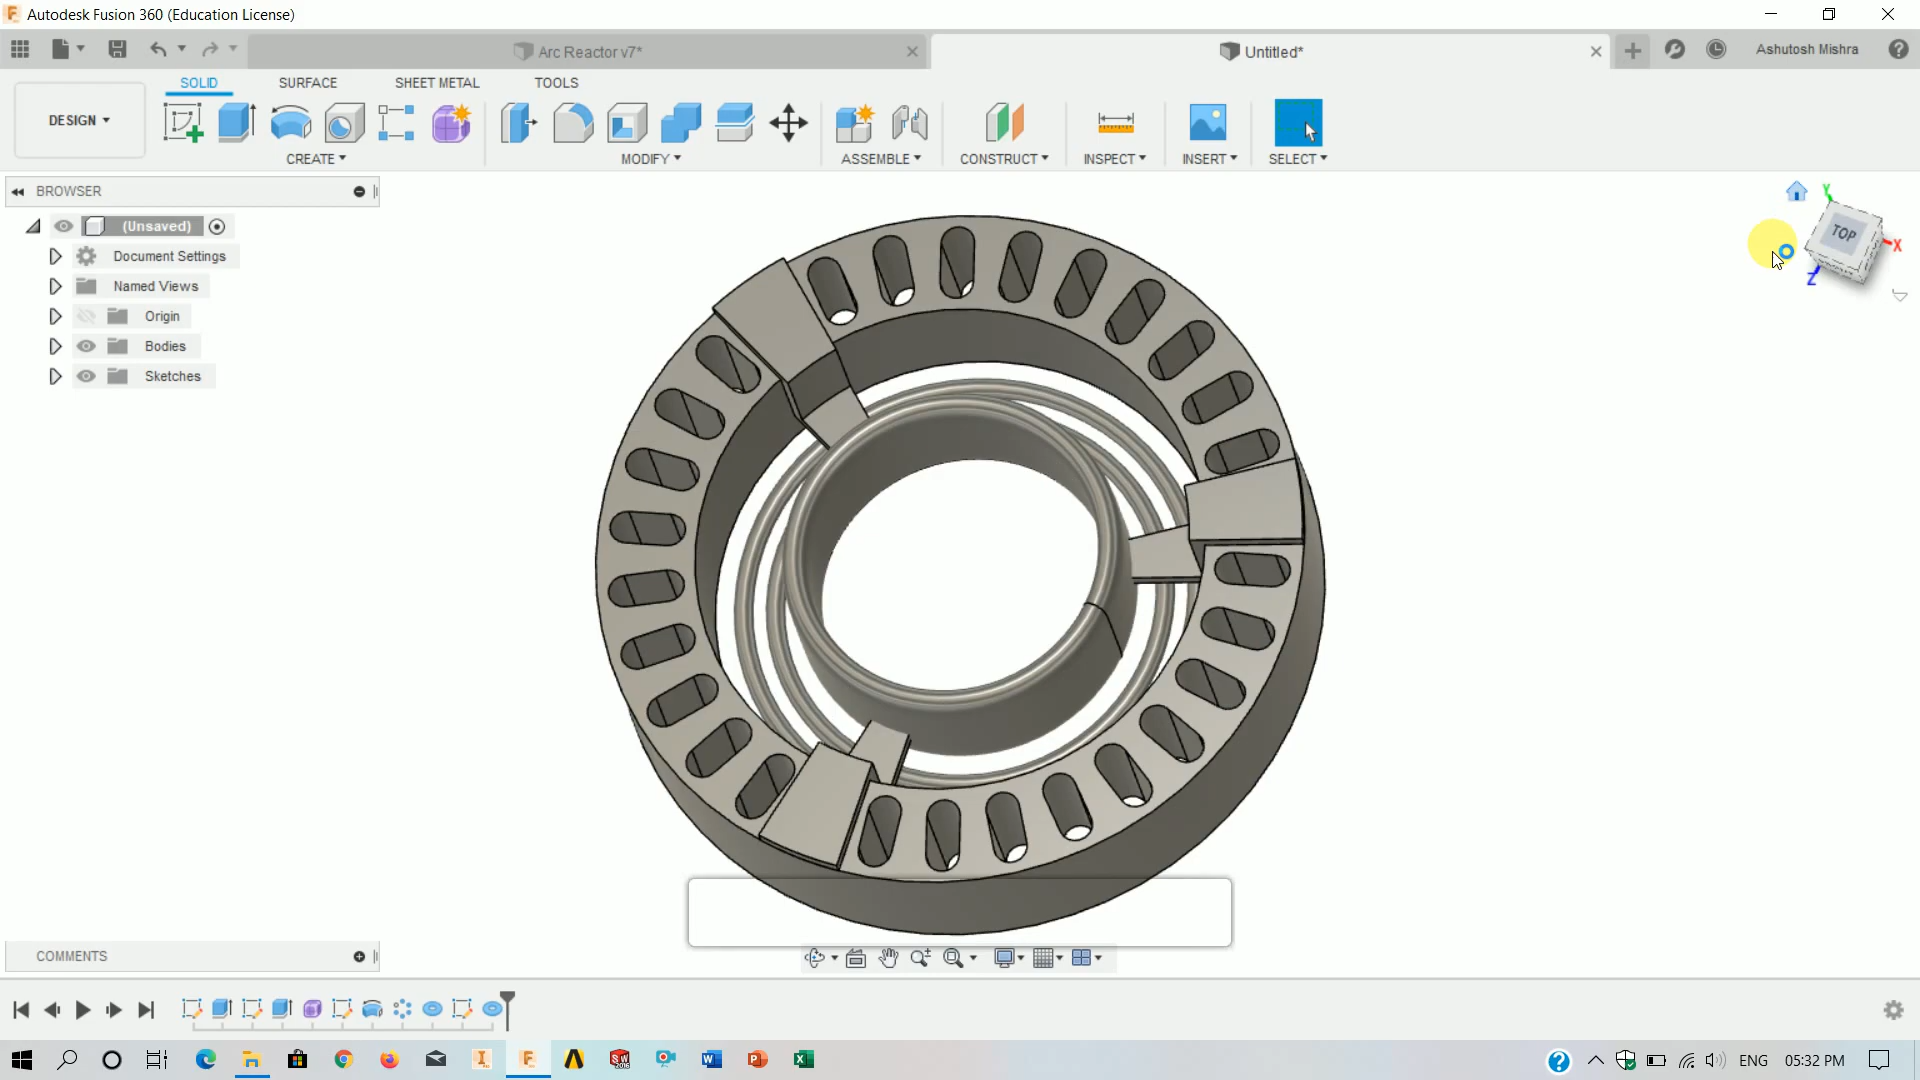 Autodesk Fusion 360 (Education License)
Arc Reactor v7*
Untitled*
Ashutosh Mishra
DESIGN
SOLID
SURFACE
SHEET METAL
TOOLS
CREATE
MODIFY
ASSEMBLE
CONSTRUCT
INSPECT
INSERT
SELECT
BROWSER
(Unsaved)
Document Settings
Named Views
Origin
Bodies
Sketches
Y
TOP
X
Z
COMMENTS
ENG
05:32 PM